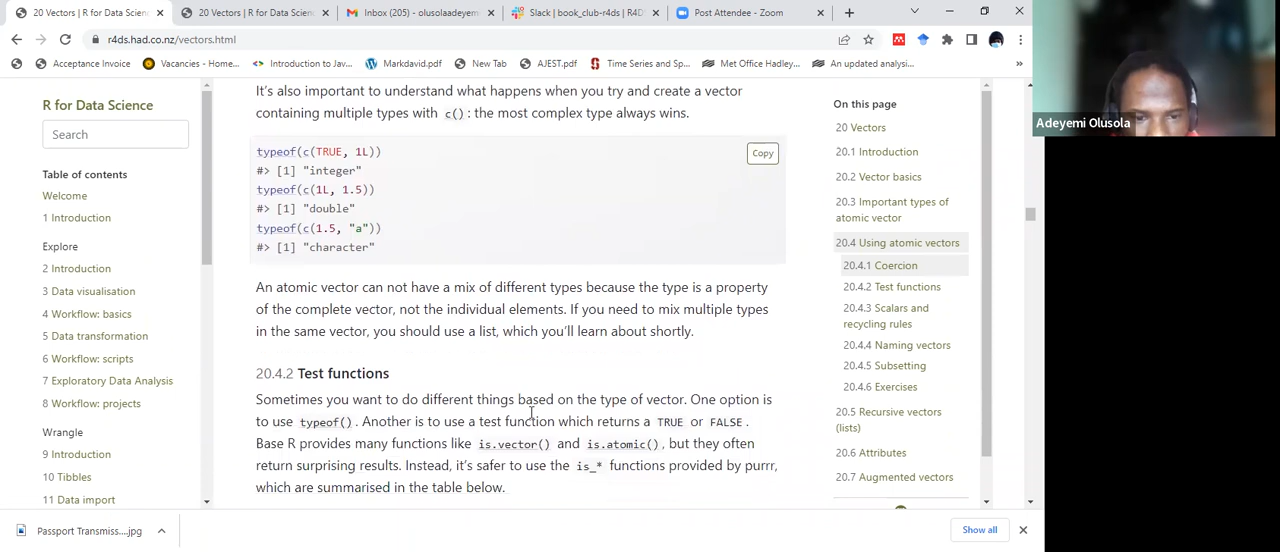 20 Vectors | R for Data Science
20 Vectors | R for Data Scien
Inbox (205) - olusolaadeyem
Slack | book_club-r4ds | R4D
Post Attendee - Zoom
r4ds.had.co.nz/vectors.html
Acceptance Invoice
Vacancies - Home...
Introduction to Jav...
Markdavid.pdf
New Tab
AJEST.pdf
Time Series and Sp...
Met Office Hadley...
An updated analysi...
»
Adeyemi Olusola
R for Data Science
Search
Table of contents
Welcome
1 Introduction
Explore
2 Introduction
3 Data visualisation
4 Workflow: basics
5 Data transformation
6 Workflow: scripts
7 Exploratory Data Analysis
8 Workflow: projects
Wrangle
9 Introduction
10 Tibbles
11 Data import
It's also important to understand what happens when you try and create a vector
containing multiple types with c(): the most complex type always wins.
Copy
typeof(c(TRUE, 1L))
#> [1] "integer"
typeof(c(1L, 1.5))
#> [1] "double"
typeof(c(1.5, "a"))
#> [1] "character"
An atomic vector can not have a mix of different types because the type is a property
of the complete vector, not the individual elements. If you need to mix multiple types
in the same vector, you should use a list, which you'll learn about shortly.
20.4.2 Test functions
Sometimes you want to do different things based on the type of vector. One option is
to use typeof(). Another is to use a test function which returns a TRUE or FALSE.
Base R provides many functions like is.vector() and is.atomic(), but they often
return surprising results. Instead, it's safer to use the is_* functions provided by purrr,
which are summarised in the table below.
On this page
20 Vectors
20.1 Introduction
20.2 Vector basics
20.3 Important types of
atomic vector
20.4 Using atomic vectors
20.4.1 Coercion
20.4.2 Test functions
20.4.3 Scalars and
recycling rules
20.4.4 Naming vectors
20.4.5 Subsetting
20.4.6 Exercises
20.5 Recursive vectors
(lists)
20.6 Attributes
20.7 Augmented vectors
Passport Transmiss....jpg
Show all